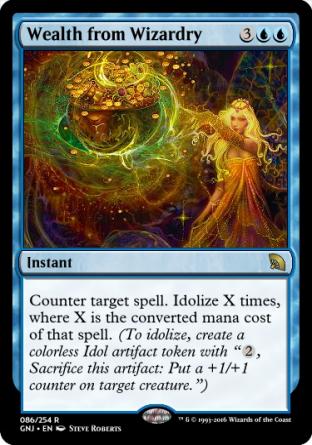 Wealth from Wizardry 3
Instant
Counter target spell. Idolize X times,
where X is the converted mana cost
of that spell. (To idolize, create a
colorless Idol artifact token with “2,
Sacrifice this artifact: Put a +1/+1
counter on target creature.”)
086/254 R
GNJ • EN STEVE ROBERTS
™ & © 1993-2016 Wizards of the Coast